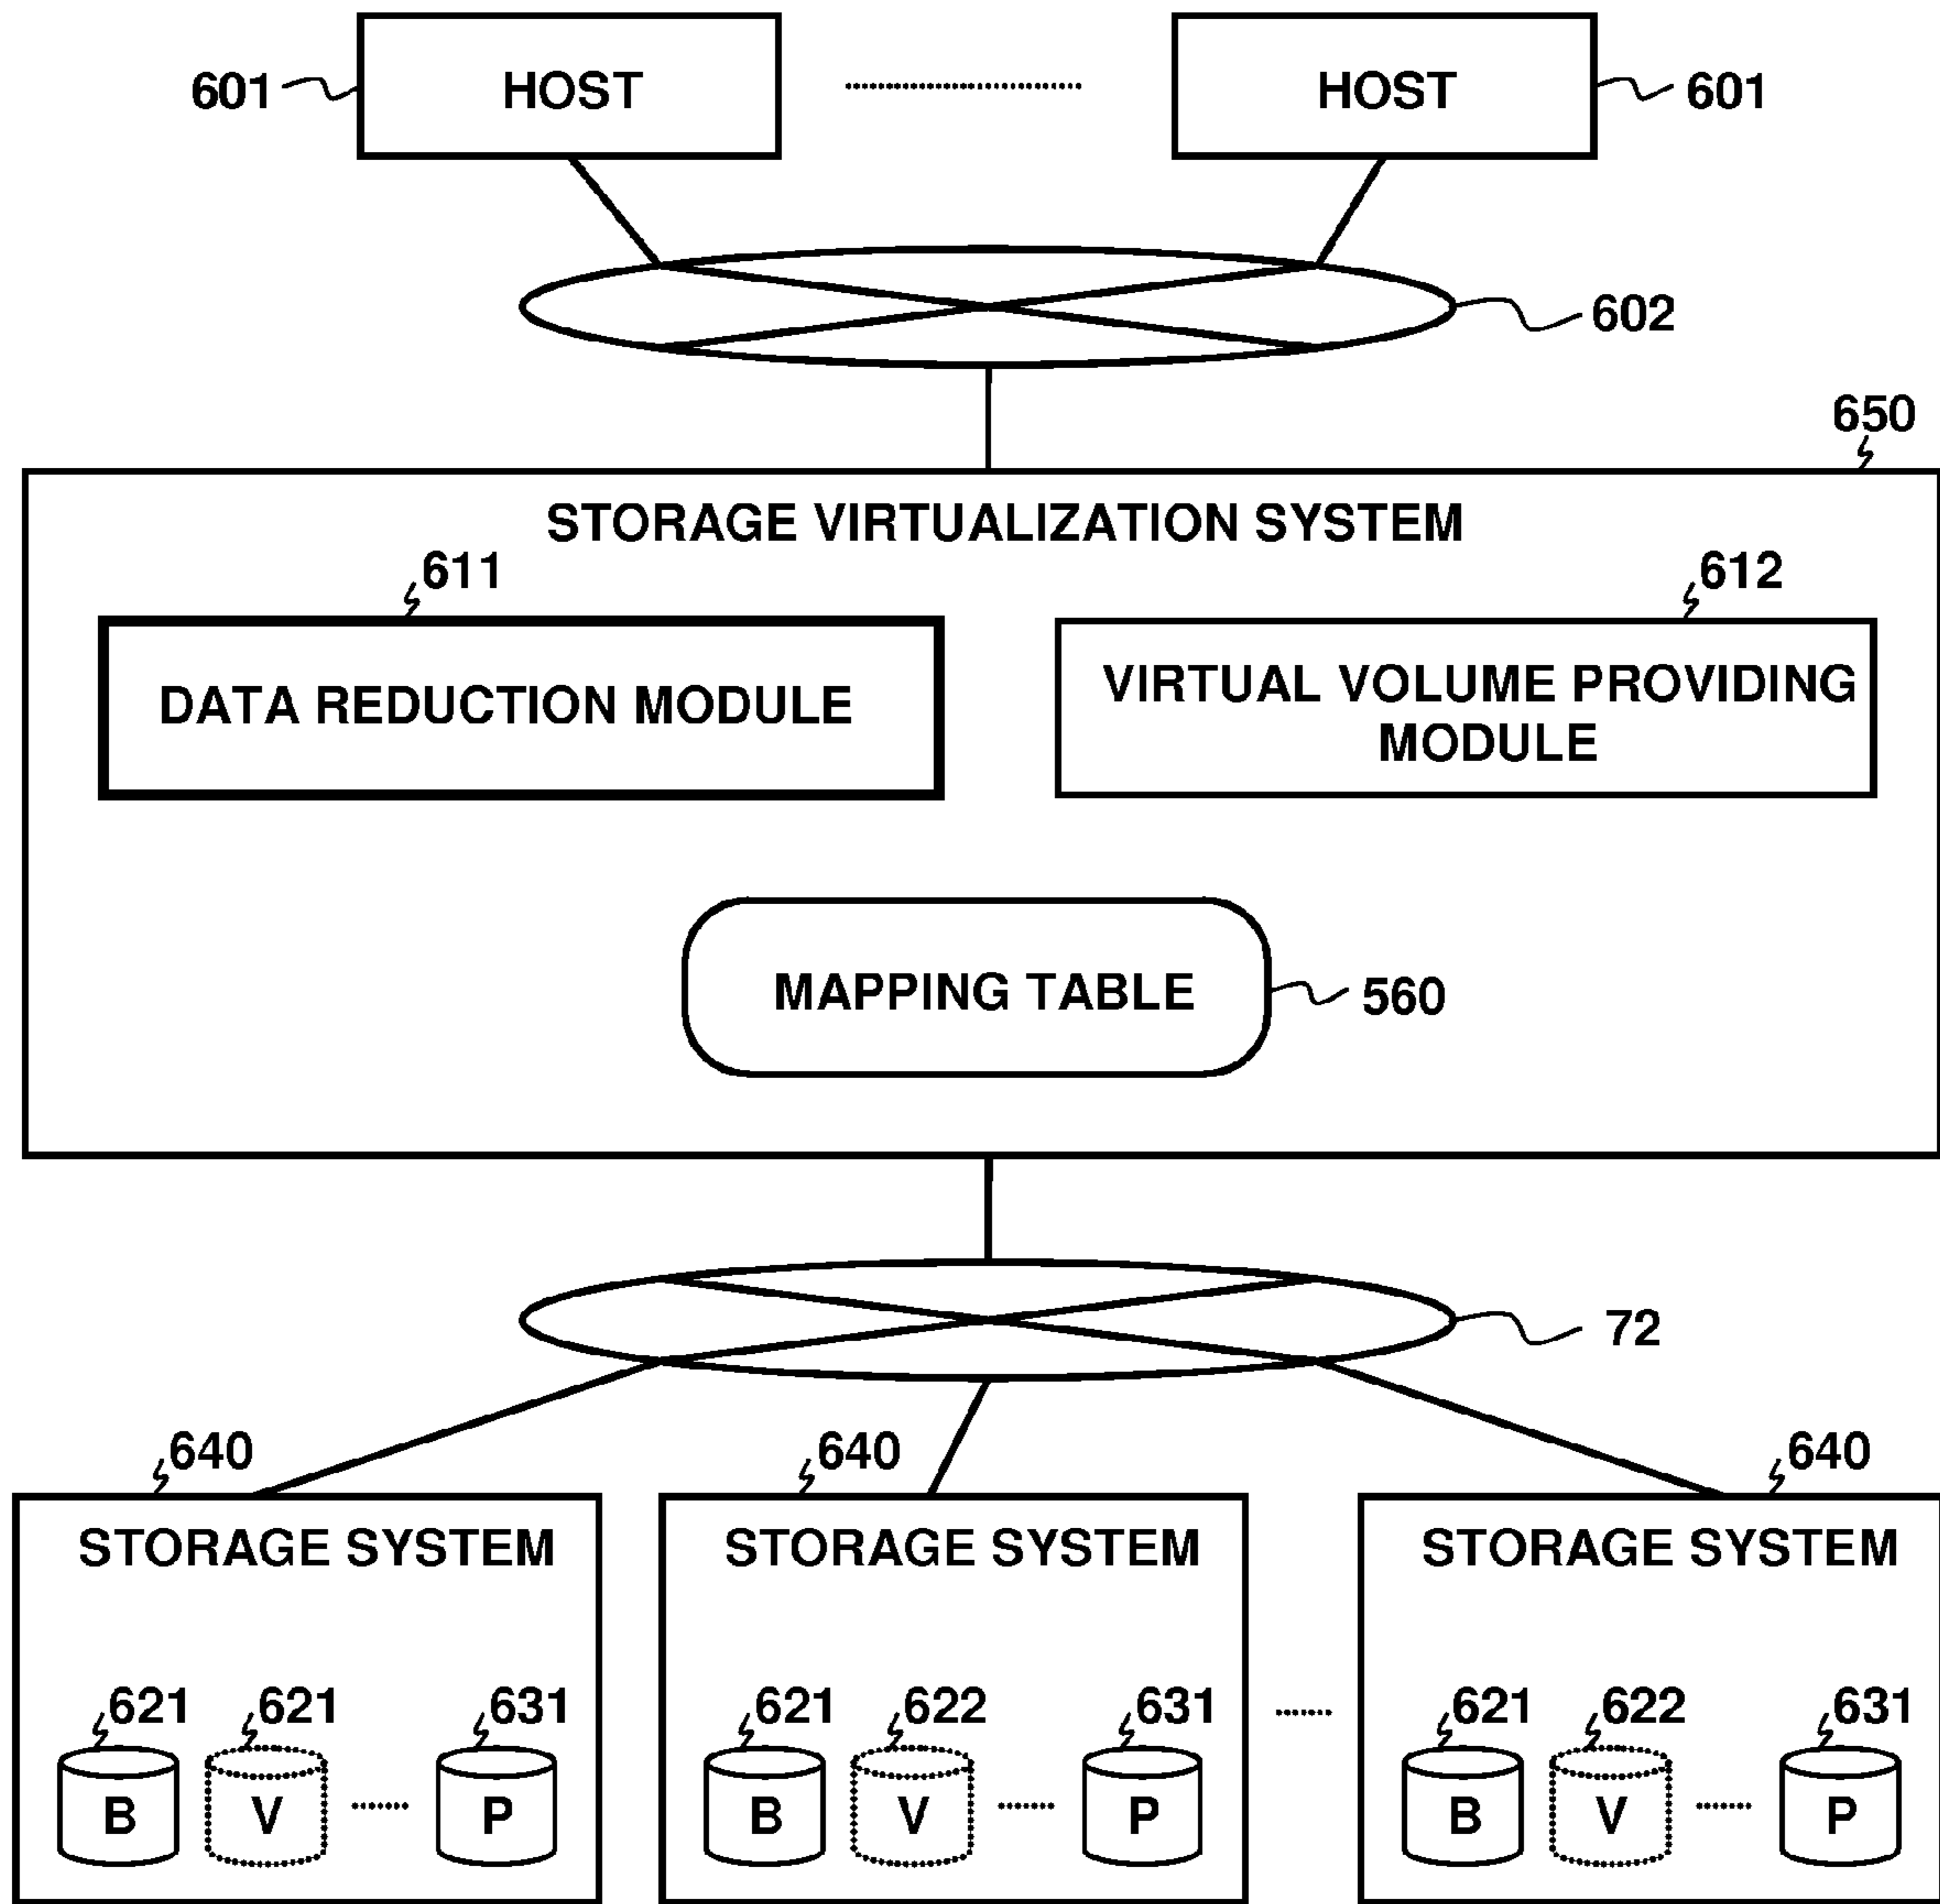 601 HOST HOST 601
602
650
STORAGE VIRTUALIZATION SYSTEM
611 612
DATA REDUCTION MODULE
VIRTUAL VOLUME PROVIDING
MODULE
MAPPING TABLE 560
72
640 640 640
STORAGE SYSTEM STORAGE SYSTEM STORAGE SYSTEM
621 621 631 621 622 631 621 622 631
B V P B V P B V P